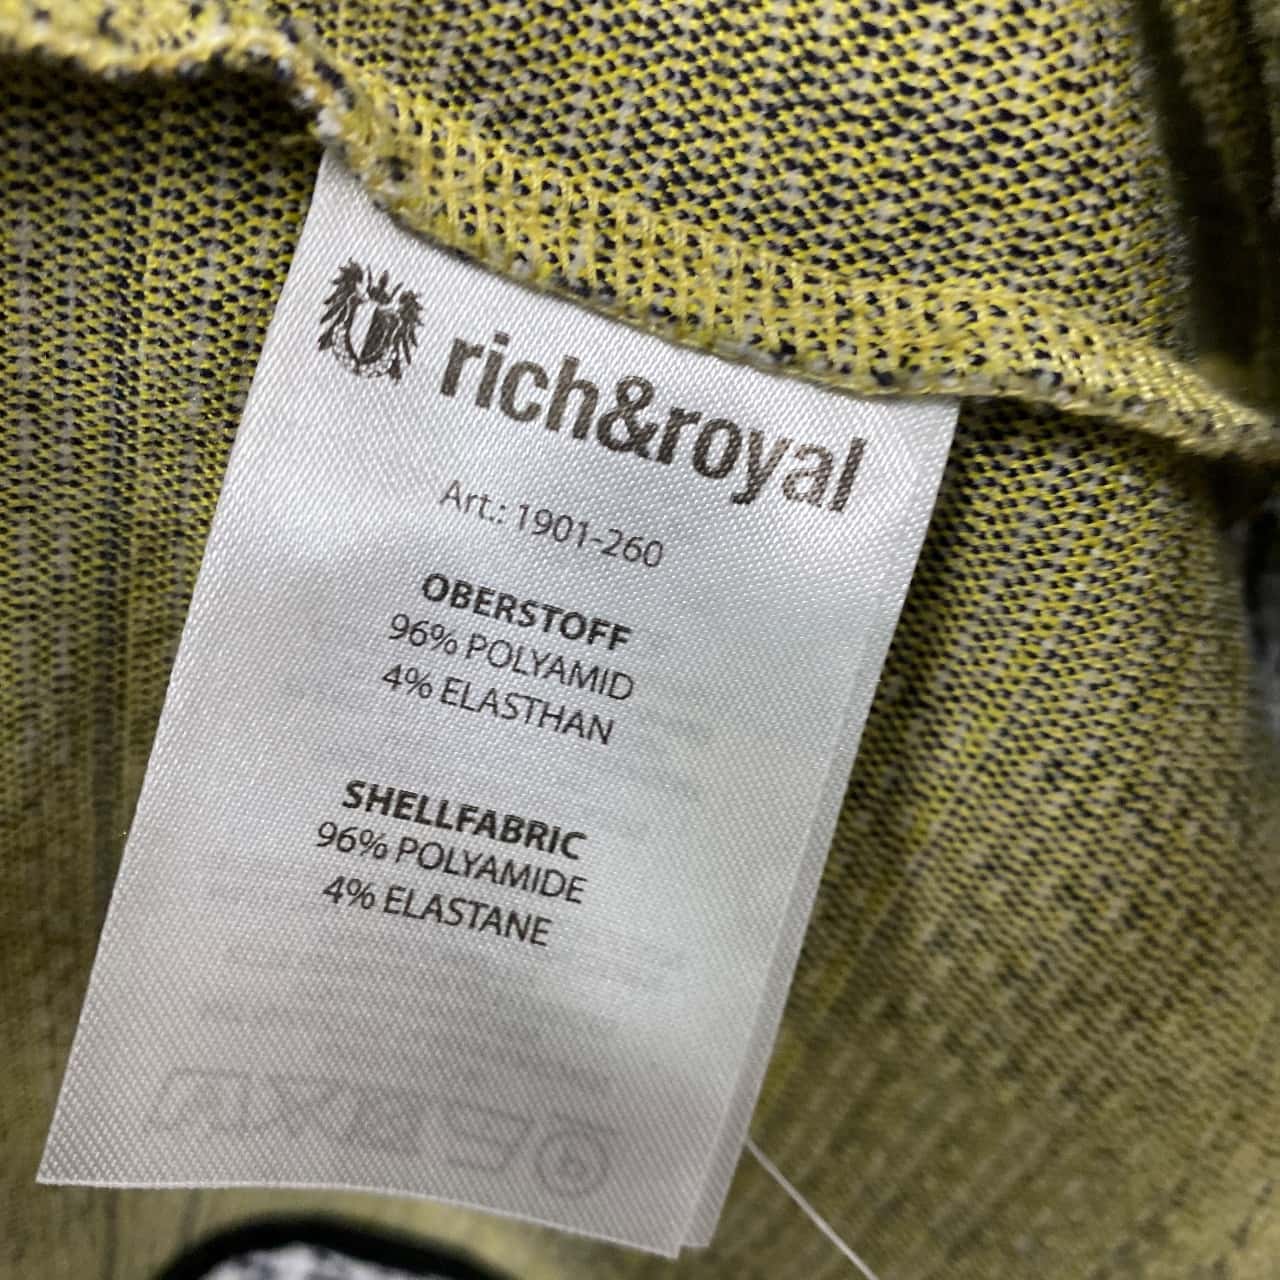 rich&royal
Art.: 1901-260
OBERSTOFF
96% POLYAMID
4% ELASTHAN
SHELLFABRIC
96% POLYAMIDE
4% ELASTANE